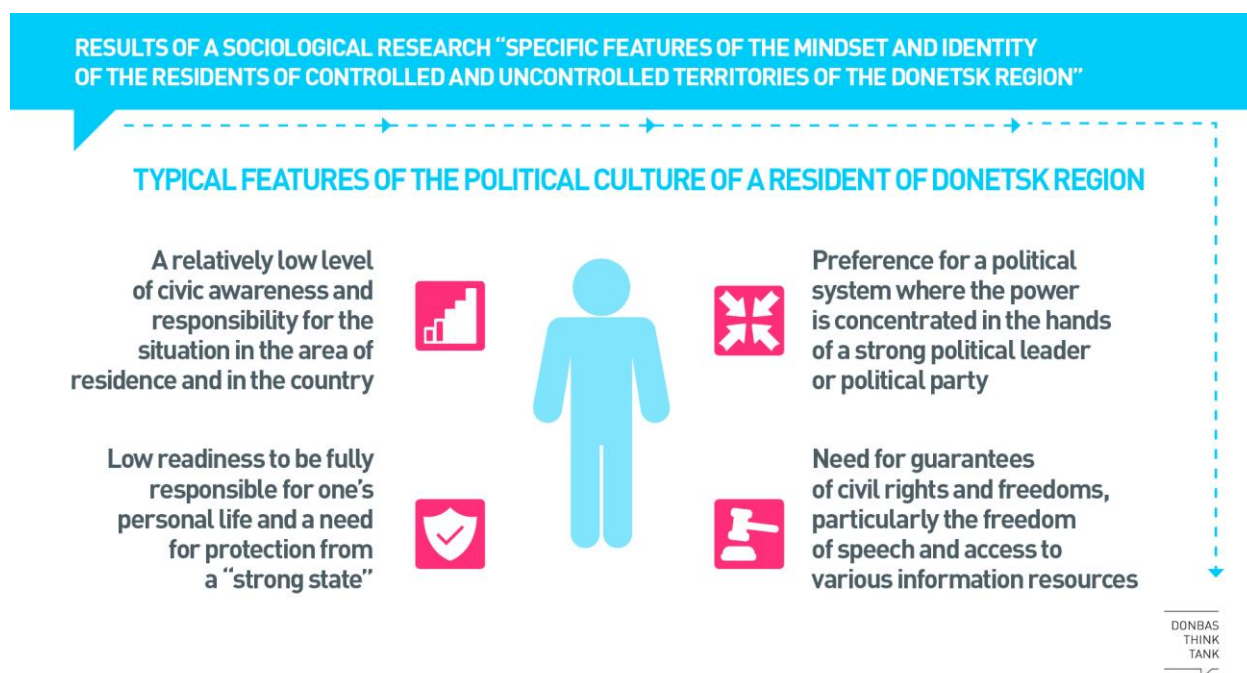 RESULTS OF A SOCIOLOGICAL RESEARCH “SPECIFIC FEATURES OF THE MINDSET AND IDENTITY
OF THE RESIDENTS OF CONTROLLED AND UNCONTROLLED TERRITORIES OF THE DONETSK REGION”
TYPICAL FEATURES OF THE POLITICAL CULTURE OF A RESIDENT OF DONETSK REGION
A relatively low level
of civic awareness and
responsibility for the
situation in the area of
residence and in the country
Preference for a political
system where the power
is concentrated in the hands
of a strong political leader
or political party
Low readiness to be fully
responsible for one’s
personal life and a need
for protection from
a “strong state”
Need for guarantees
of civil rights and freedoms,
particularly the freedom
of speech and access to
various information resources
DONBAS
THINK
TANK